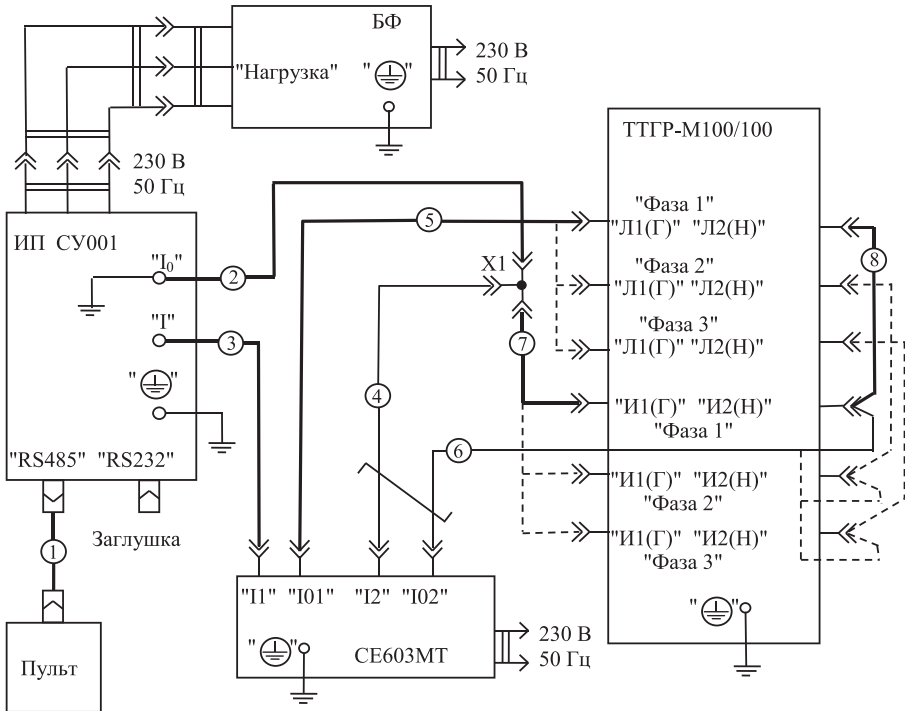 БФ
"Нагрузка"
"⏚"
230 В
50 Гц
230 В
50 Гц
ИП СУ001
"I₀"
2
"I"
3
"⏚"
"RS485" "RS232"
Заглушка
1
Пульт
5
X1
7
4
6
8
ТТГР-М100/100
"Фаза 1"
"Л1(Г)" "Л2(Н)"
"Фаза 2"
"Л1(Г)" "Л2(Н)"
"Фаза 3"
"Л1(Г)" "Л2(Н)"
"И1(Г)" "И2(Н)"
"Фаза 1"
"И1(Г)" "И2(Н)"
"Фаза 2"
"И1(Г)" "И2(Н)"
"Фаза 3"
"⏚"
"I1" "I01" "I2" "I02"
"⏚"
СЕ603МТ
230 В
50 Гц